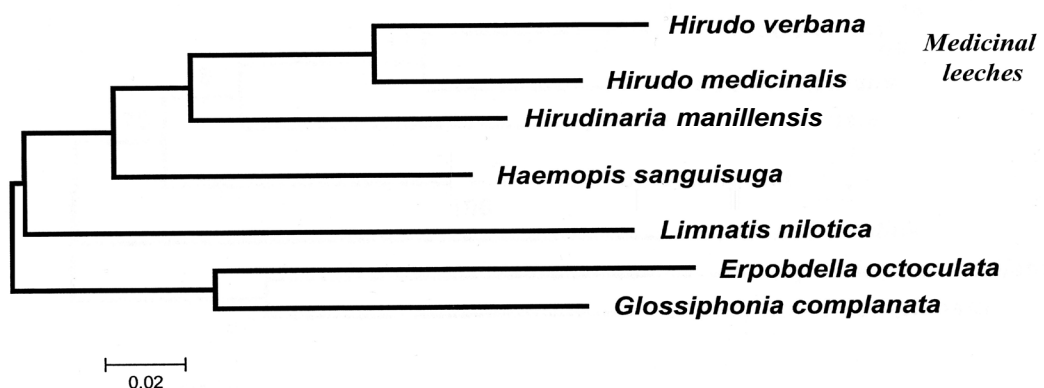 Hirudo verbana
Medicinal
leeches
Hirudo medicinalis
Hirudinaria manillensis
Haemopis sanguisuga
Limnatis nilotica
Erpobdella octoculata
Glossiphonia complanata
0.02